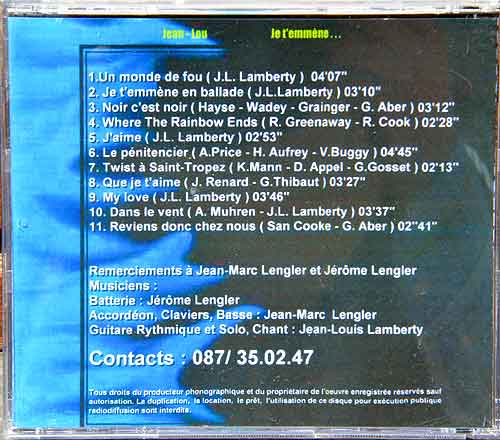 Jean - Lou Je t'emmène...
1.Un monde de fou ( J.L. Lamberty ) 04'07"
2. Je t'emmène en ballade ( J.L.Lamberty ) 03'10"
3. Noir c'est noir ( Hayse - Wadey - Grainger - G. Aber ) 03'12"
4. Where The Rainbow Ends ( R. Greenaway - R. Cook ) 02'28"
5. J'aime ( J.L. Lamberty ) 02'53"
6. Le pénitencier ( A.Price - H. Aufrey - V.Buggy ) 04'45"
7. Twist à Saint-Tropez ( K.Mann - D. Appel - G.Gosset ) 02'13"
8. Que je t'aime ( J. Renard - G.Thibaut ) 03'27"
9. My love ( J.L. Lamberty ) 03'46"
10. Dans le vent ( A. Muhren - J.L. Lamberty ) 03'37"
11. Reviens donc chez nous ( San Cooke - G. Aber ) 02"41"
Remerciements à Jean-Marc Lengler et Jérôme Lengler
Musiciens :
Batterie : Jérôme Lengler
Accordéon, Claviers, Basse : Jean-Marc Lengler
Guitare Rythmique et Solo, Chant : Jean-Louis Lamberty
Contacts : 087/ 35.02.47
Tous droits du producteur phonographique et du propriétaire de l'oeuvre enregistrée réservés sauf
autorisation. La duplication, la location, le prêt, l'utilisation de ce disque pour exécution publique
radiodiffusion sont interdits.